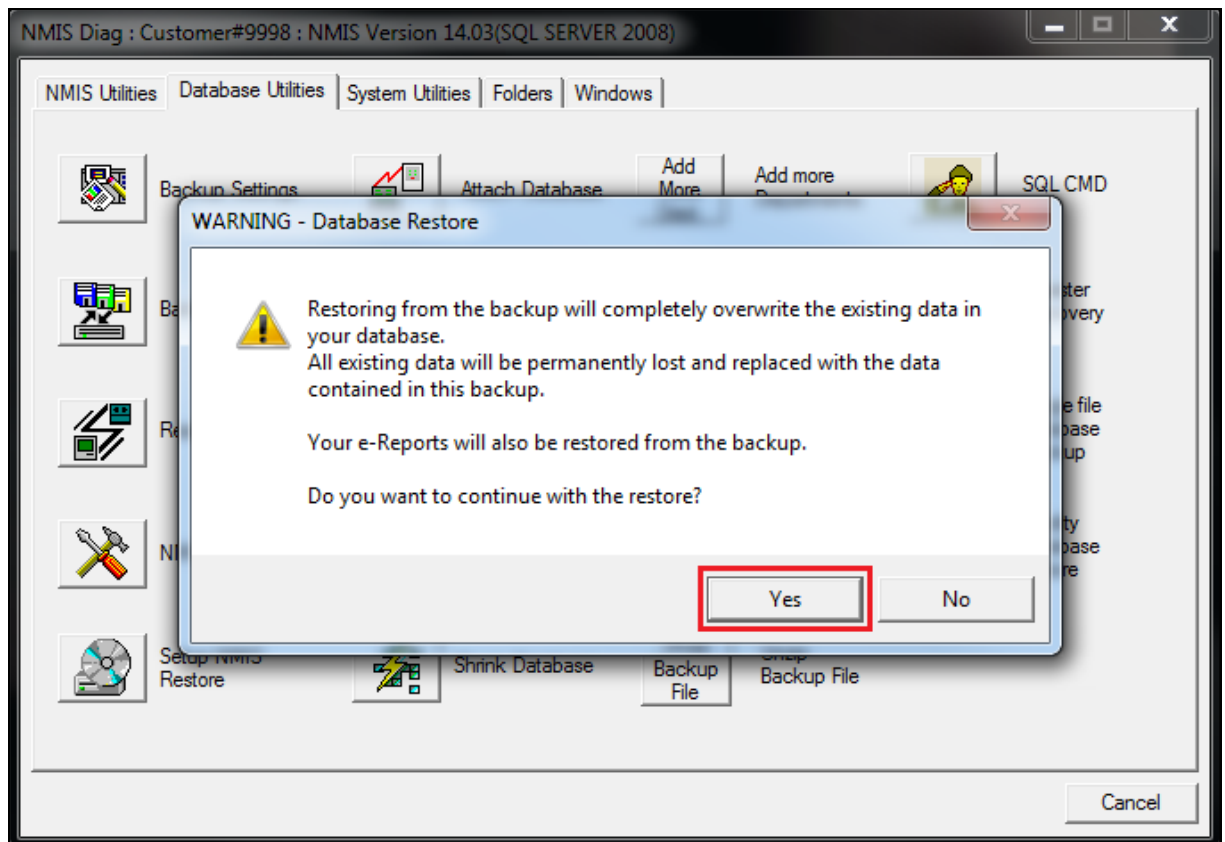 NMIS Diag : Customer#9998 : NMIS Version 14.03(SQL SERVER 2008)
NMIS Utilities Database Utilities System Utilities Folders Windows
Backup Settings
Attach Database
Add
More
Add more
SQL CMD
WARNING - Database Restore
Restoring from the backup will completely overwrite the existing data in
your database.
All existing data will be permanently lost and replaced with the data
contained in this backup.
Your e-Reports will also be restored from the backup.
Do you want to continue with the restore?
Yes
No
file
Setup NMIS
Restore
Shrink Database
Backup
File
Unzip
Backup File
Cancel